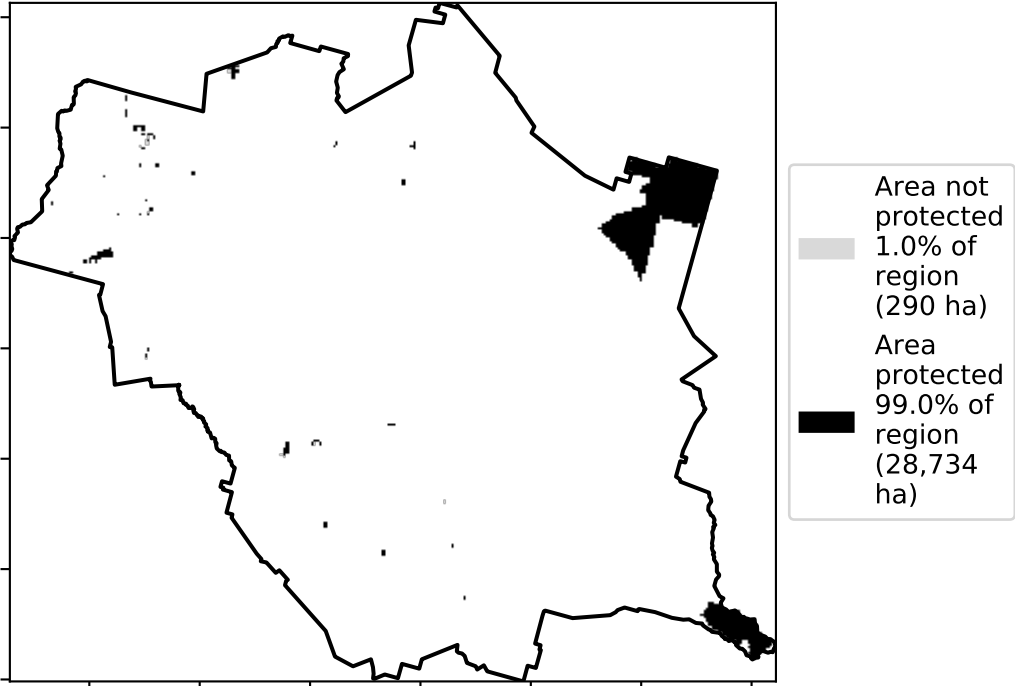 Area not
protected
1.0% of
region
(290 ha)
Area
protected
99.0% of
region
(28,734
ha)